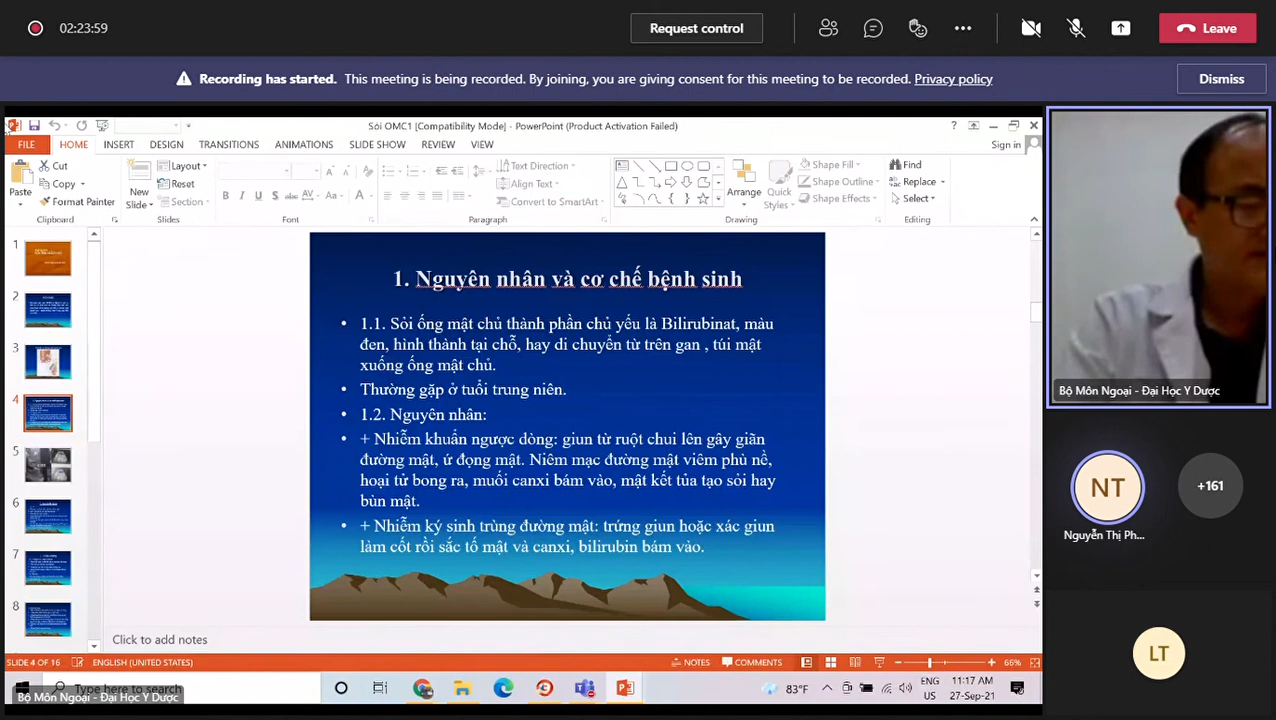 02:23:59
Request control
Leave
Recording has started. This meeting is being recorded. By joining, you are giving consent for this meeting to be recorded. Privacy policy
Dismiss
Sỏi OMC1 [Compatibility Mode] - PowerPoint (Product Activation Failed)
FILE HOME INSERT DESIGN TRANSITIONS ANIMATIONS SLIDE SHOW REVIEW VIEW
Sign in
Paste
Cut
Copy
Format Painter
New Slide
Layout
Reset
Section
Text Direction
Align Text
Convert to SmartArt
Arrange
Quick Styles
Shape Fill
Shape Outline
Shape Effects
Find
Replace
Select
Clipboard
Slides
Font
Paragraph
Drawing
Editing
1
2
3
4
5
6
7
8
1. Nguyên nhân và cơ chế bệnh sinh
• 1.1. Sỏi ống mật chủ thành phần chủ yếu là Bilirubinat, màu
đen, hình thành tại chỗ, hay di chuyển từ trên gan , túi mật
xuống ống mật chủ.
• Thường gặp ở tuổi trung niên.
• 1.2. Nguyên nhân:
• + Nhiễm khuẩn ngược dòng: giun từ ruột chui lên gây giãn
đường mật, ứ đọng mật. Niêm mạc đường mật viêm phù nề,
hoại tử bong ra, muối canxi bám vào, mật kết tủa tạo sỏi hay
bùn mật.
• + Nhiễm ký sinh trùng đường mật: trứng giun hoặc xác giun
làm cốt rồi sắc tố mật và canxi, bilirubin bám vào.
Click to add notes
SLIDE 4 OF 16
ENGLISH (UNITED STATES)
NOTES
COMMENTS
66%
Type here to search
Bộ Môn Ngoại - Đại Học Y Dược
83°F
ENG
US
11:17 AM
27-Sep-21
Bộ Môn Ngoại - Đại Học Y Dược
NT
Nguyễn Thị Ph...
+161
LT